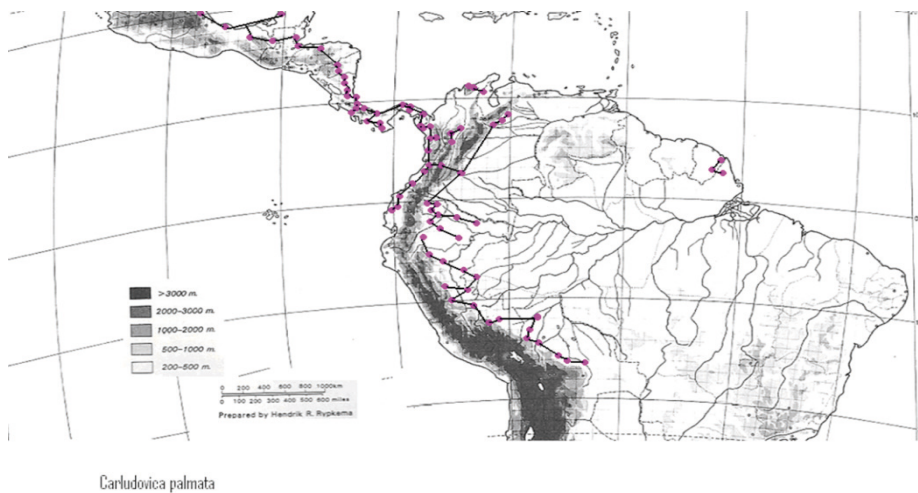 >3000 m.
2000-3000 m.
1000-2000 m.
500-1000 m.
200-500 m.
0 200 400 600 800 1000km
0 100 200 300 400 500 600 miles
Prepared by Hendrik R. Rypkema
Carludovica palmata